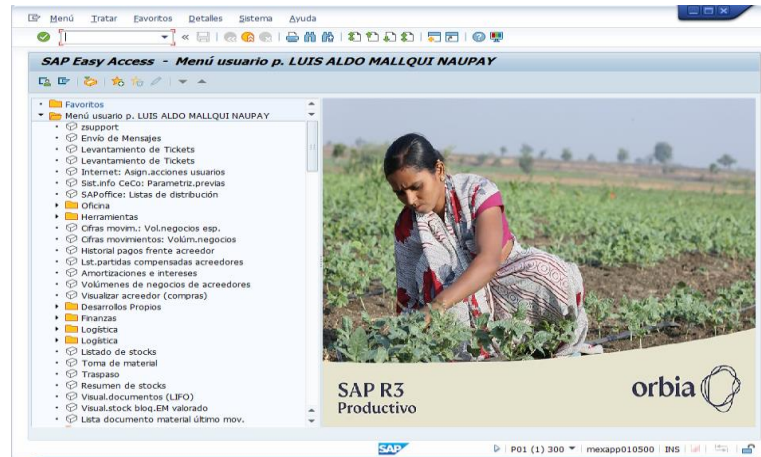 Menú Tratar Favoritos Detalles Sistema Ayuda
SAP Easy Access - Menú usuario p. LUIS ALDO MALLQUI NAUPAY
Favoritos
Menú usuario p. LUIS ALDO MALLQUI NAUPAY
zsupport
Envío de Mensajes
Levantamiento de Tickets
Levantamiento de Tickets
Internet: Asign.acciones usuarios
Sist.info CeCo: Parametriz.previas
SAPoffice: Listas de distribución
Oficina
Herramientas
Cifras movim.: Vol.negocios esp.
Cifras movimientos: Volúm.negocios
Historial pagos frente acreedor
Lst.partidas compensadas acreedores
Amortizaciones e intereses
Volúmenes de negocios de acreedores
Visualizar acreedor (compras)
Desarrollos Propios
Finanzas
Logística
Logística
Listado de stocks
Toma de material
Traspaso
Resumen de stocks
Visual.documentos (LIFO)
Visual.stock bloq.EM valorado
Lista documento material último mov.
SAP R3
Productivo
orbia
SAP
P01 (1) 300 mexapp010500 INS